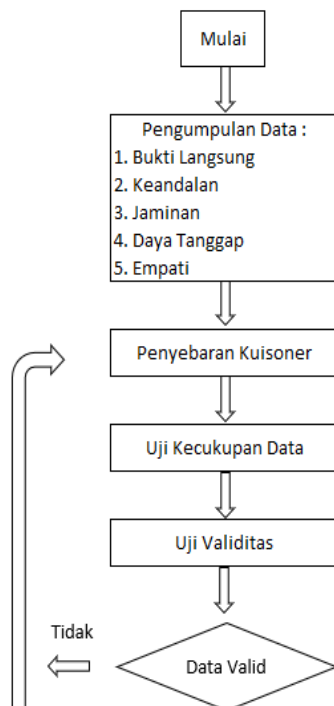 Mulai
Pengumpulan Data :
1. Bukti Langsung
2. Keandalan
3. Jaminan
4. Daya Tanggap
5. Empati
Penyebaran Kuisoner
Uji Kecukupan Data
Uji Validitas
Tidak
Data Valid